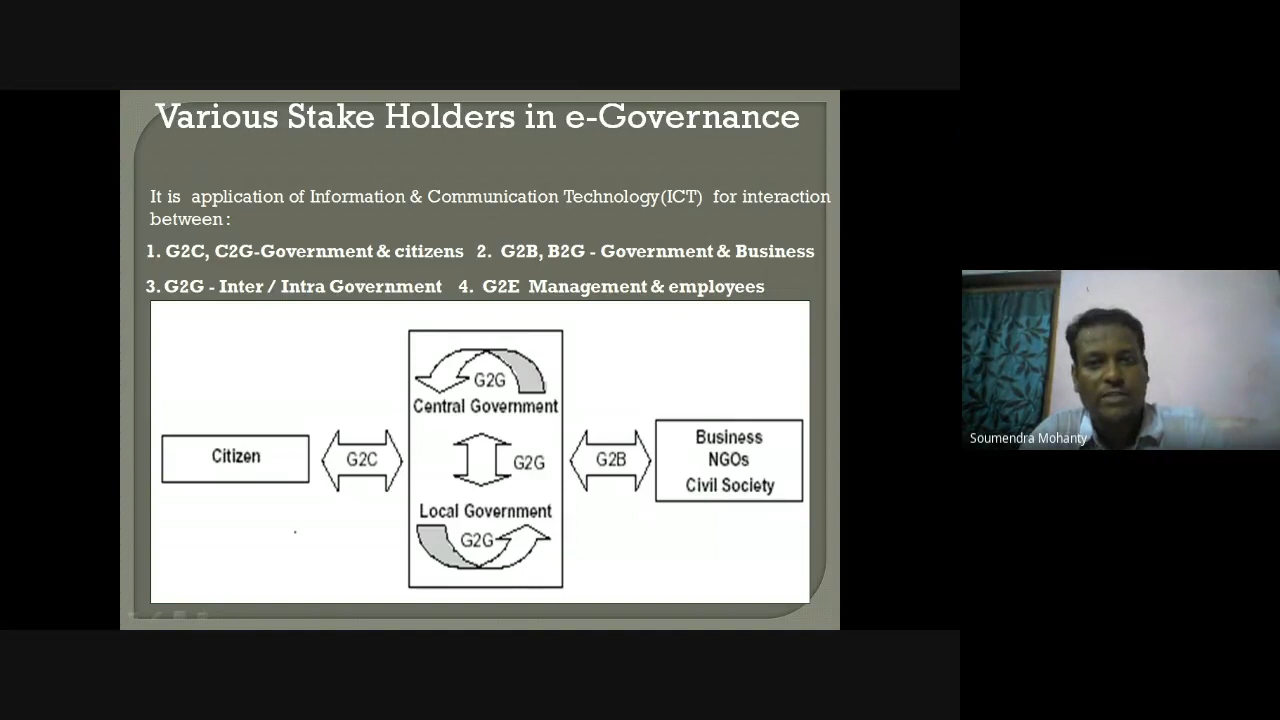 Various Stake Holders in e-Governance
It is application of Information & Communication Technology(ICT) for interaction
between :
1. G2C, C2G-Government & citizens 2. G2B, B2G - Government & Business
3. G2G - Inter / Intra Government 4. G2E Management & employees
G2G
Central Government
Citizen
G2C
G2G
G2B
Business
NGOs
Civil Society
Local Government
G2G
Soumendra Mohanty